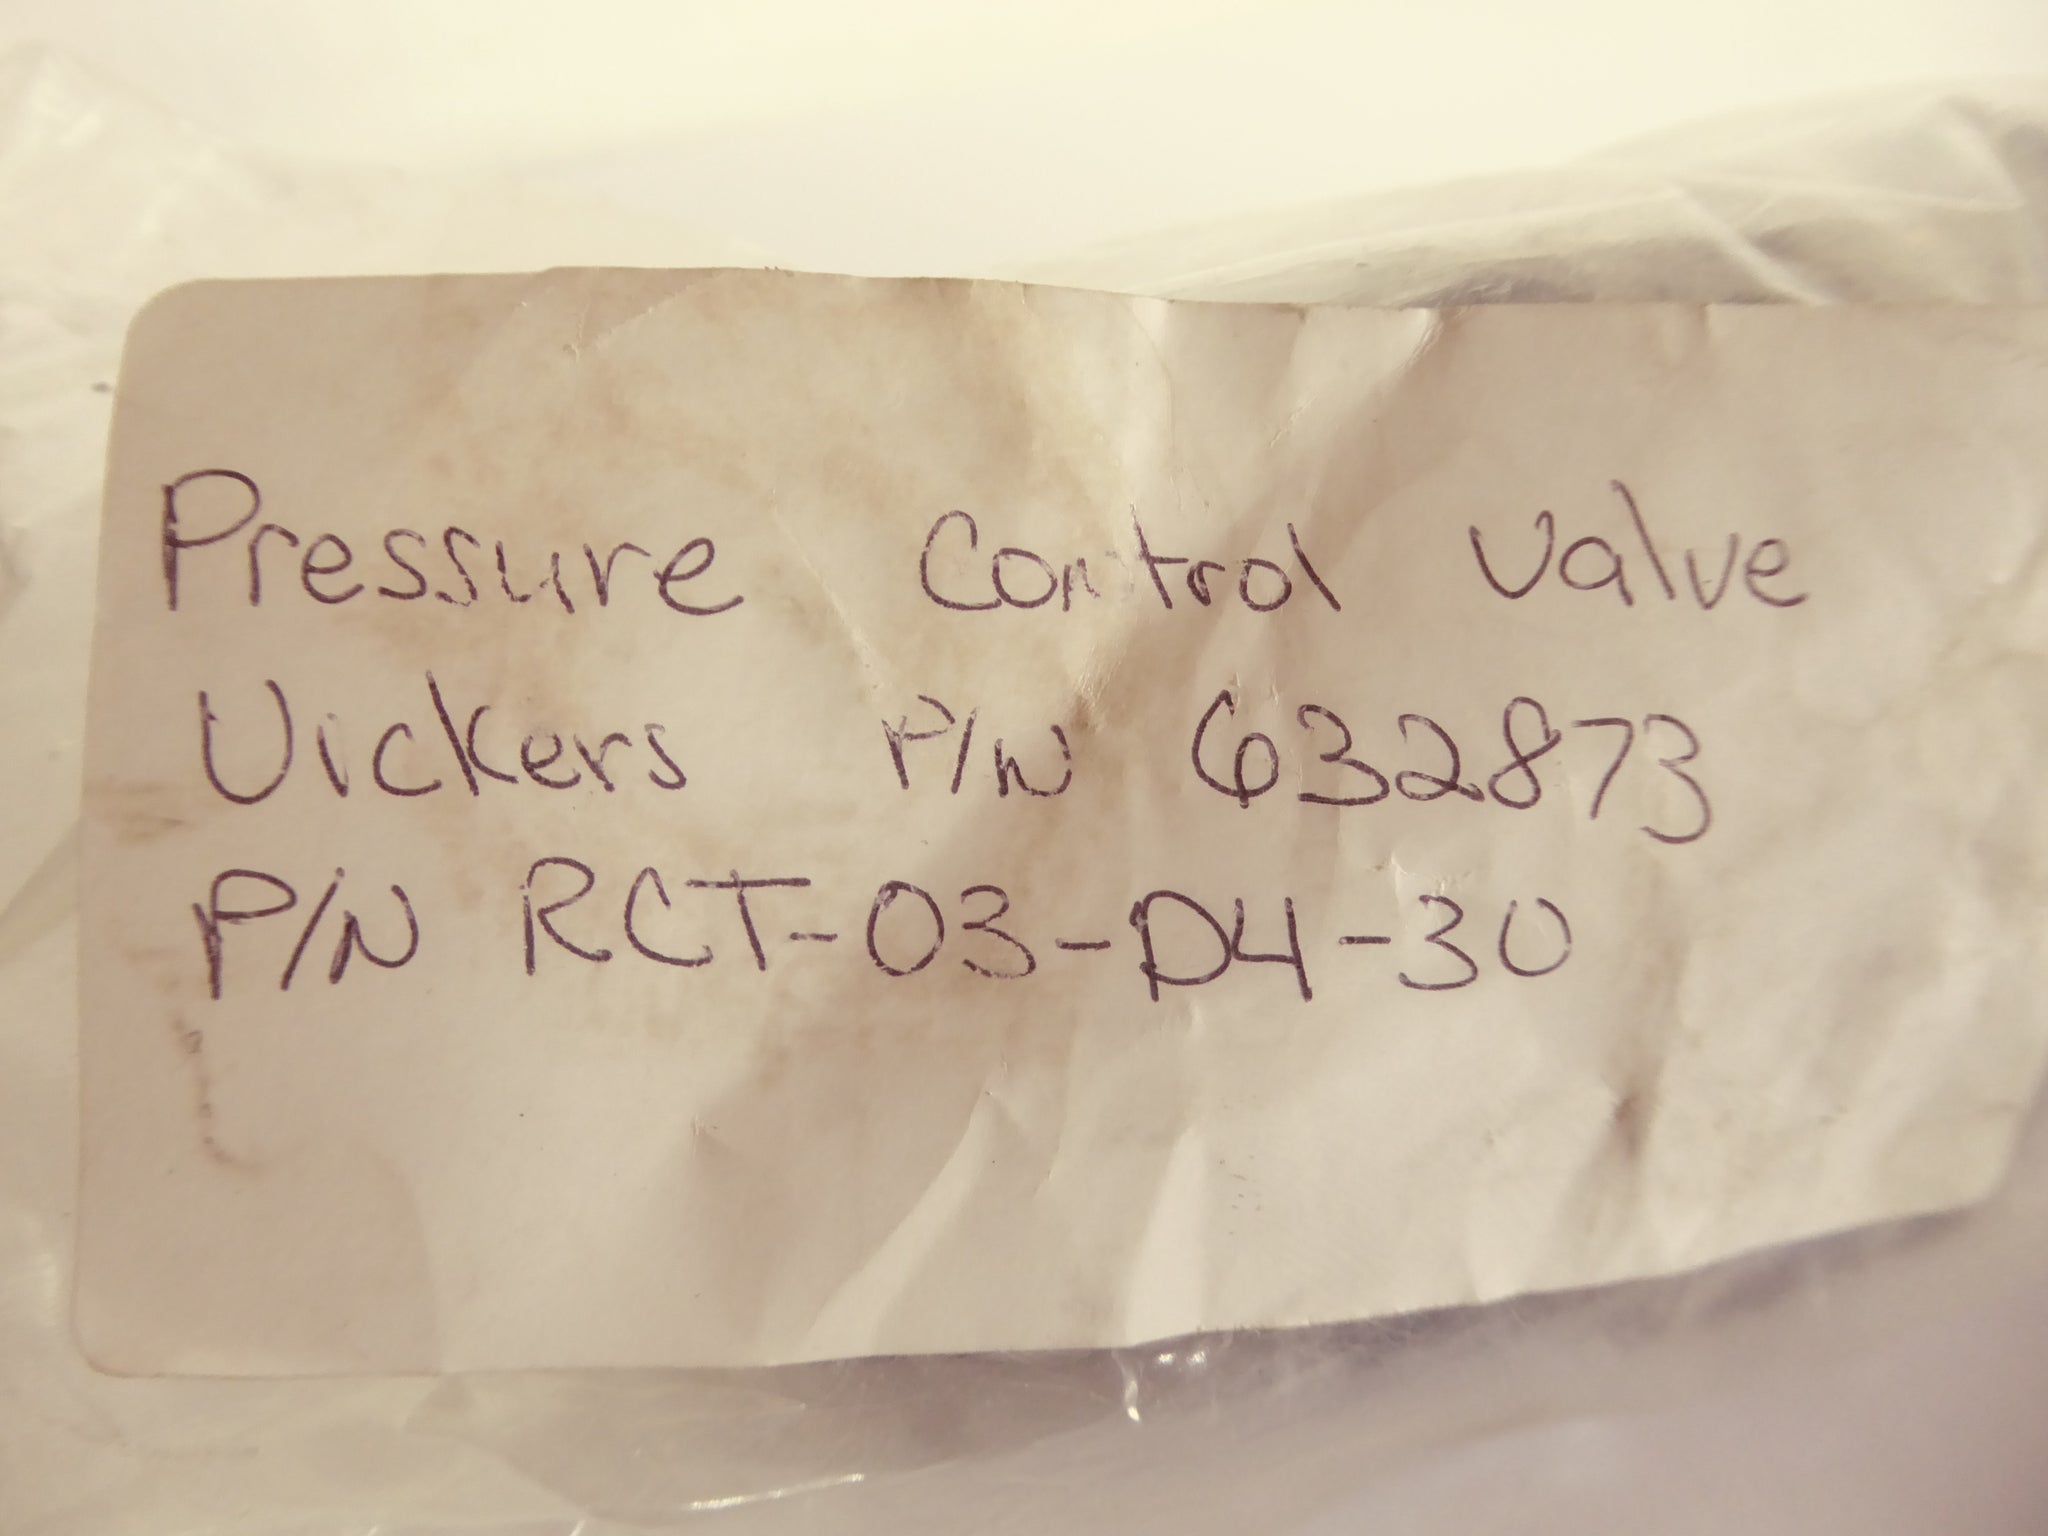 Pressure Control Valve
Vickers P/N 632873
P/N RCT-03-D4-30